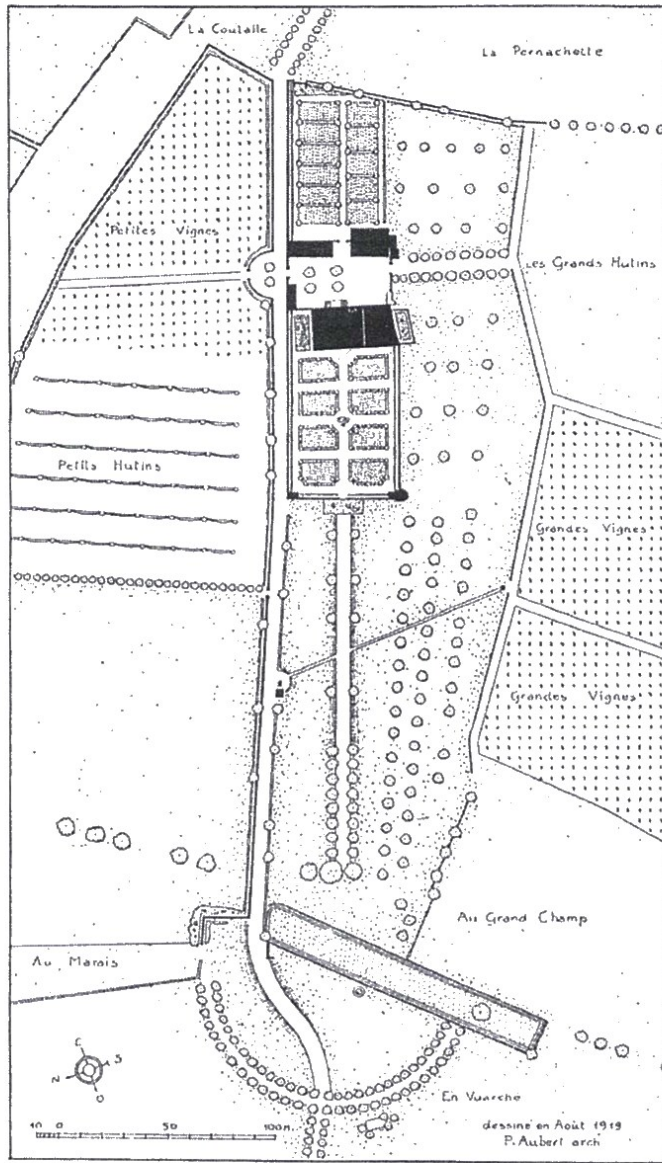 La Coutalle
La Pernachette
Petites Vignes
Les Grands Hutins
Petits Hutins
Grandes Vignes
Grandes Vignes
Au Grand Champ
Au Marais
E
S
N
O
En Vuarche
10 0 50 100 m.
dessiné en Août 1919
P. Aubert arch